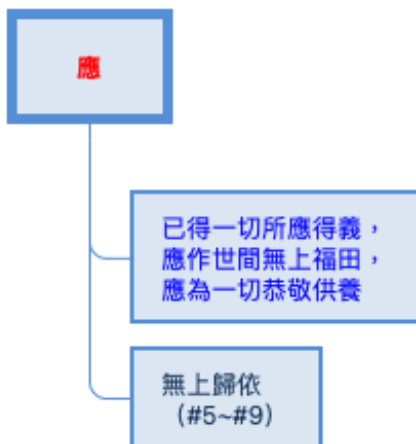 應
已得一切所應得義，
應作世間無上福田，
應為一切恭敬供養
無上歸依
（#5~#9）